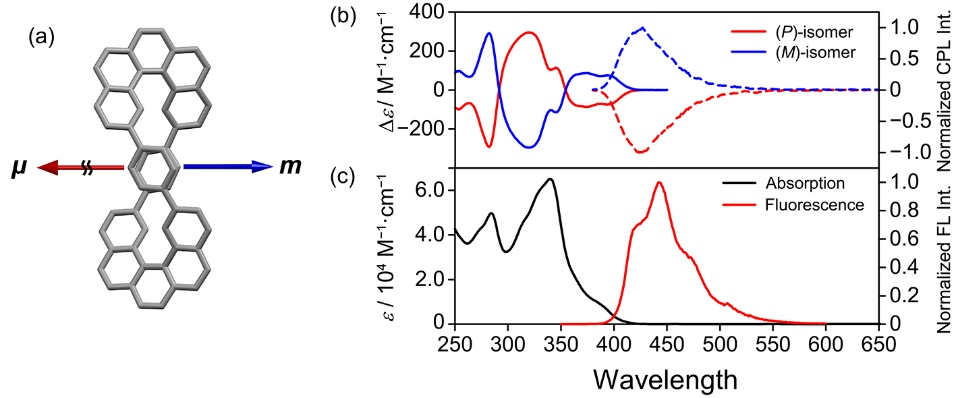 (a)
μ
m
(b)
400
200
0
−200
Δε / M⁻¹·cm⁻¹
(P)-isomer
(M)-isomer
1.0
0.5
0
−0.5
−1.0
Normalized CPL Int.
(c)
6.0
4.0
2.0
0
ε / 10⁴ M⁻¹·cm⁻¹
Absorption
Fluorescence
1.0
0.8
0.6
0.4
0.2
0
Normalized FL Int.
250 300 350 400 450 500 550 600 650
Wavelength